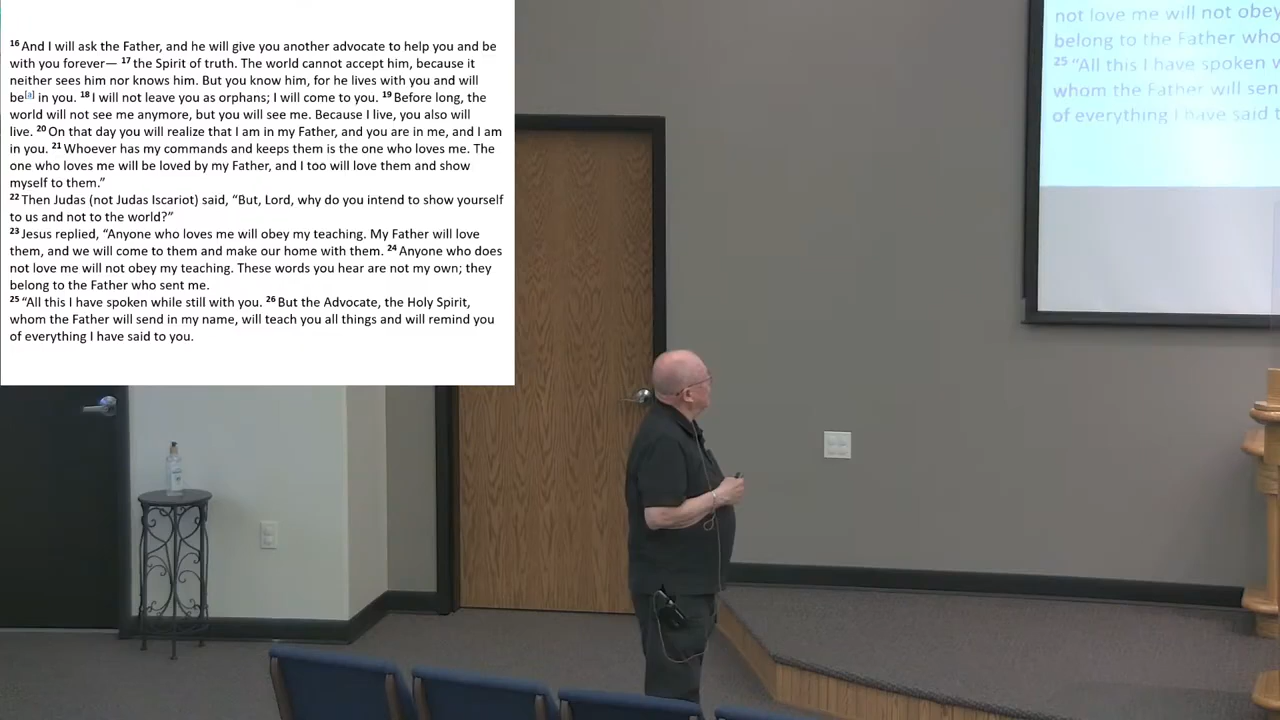 16 And I will ask the Father, and he will give you another advocate to help you and be
with you forever— 17 the Spirit of truth. The world cannot accept him, because it
neither sees him nor knows him. But you know him, for he lives with you and will
be[a] in you. 18 I will not leave you as orphans; I will come to you. 19 Before long, the
world will not see me anymore, but you will see me. Because I live, you also will
live. 20 On that day you will realize that I am in my Father, and you are in me, and I am
in you. 21 Whoever has my commands and keeps them is the one who loves me. The
one who loves me will be loved by my Father, and I too will love them and show
myself to them.”
22 Then Judas (not Judas Iscariot) said, “But, Lord, why do you intend to show yourself
to us and not to the world?”
23 Jesus replied, “Anyone who loves me will obey my teaching. My Father will love
them, and we will come to them and make our home with them. 24 Anyone who does
not love me will not obey my teaching. These words you hear are not my own; they
belong to the Father who sent me.
25 “All this I have spoken while still with you. 26 But the Advocate, the Holy Spirit,
whom the Father will send in my name, will teach you all things and will remind you
of everything I have said to you.
not love me will not obey
belong to the Father who
25 “All this I have spoken
whom the Father will sen
of everything I have said t